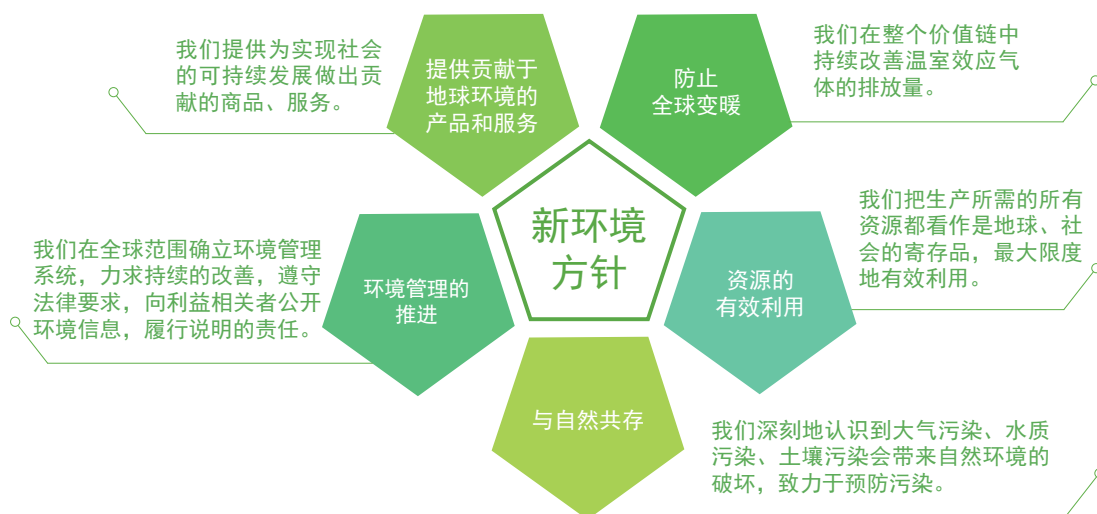 我们提供为实现社会
的可持续发展做出贡
献的商品、服务。
提供贡献于
地球环境的
产品和服务
防止
全球变暖
我们在整个价值链中
持续改善温室效应气
体的排放量。
新环境
方针
我们在全球范围确立环境管理
系统，力求持续的改善，遵守
法律要求，向利益相关者公开
环境信息，履行说明的责任。
环境管理的
推进
资源的
有效利用
我们把生产所需的所有
资源都看作是地球、社
会的寄存品，最大限度
地有效利用。
与自然共存
我们深刻地认识到大气污染、水质
污染、土壤污染会带来自然环境的
破坏，致力于预防污染。